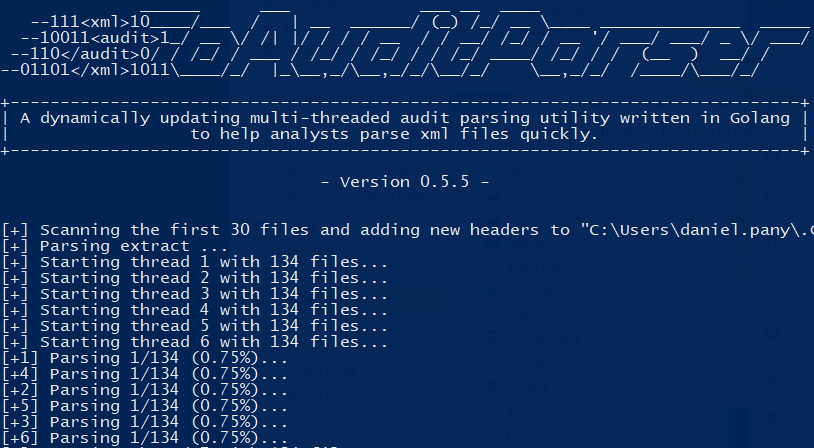 --111<xml>10
--10011<audit>1
--110</audit>0/
--01101</xml>1011
GoAuditParser
A dynamically updating multi-threaded audit parsing utility written in Golang
to help analysts parse xml files quickly.
- Version 0.5.5 -
[+] Scanning the first 30 files and adding new headers to "C:\Users\daniel.pany\.G
[+] Parsing extract ...
[+] Starting thread 1 with 134 files...
[+] Starting thread 2 with 134 files...
[+] Starting thread 3 with 134 files...
[+] Starting thread 4 with 134 files...
[+] Starting thread 5 with 134 files...
[+] Starting thread 6 with 134 files...
[+1] Parsing 1/134 (0.75%)...
[+4] Parsing 1/134 (0.75%)...
[+2] Parsing 1/134 (0.75%)...
[+5] Parsing 1/134 (0.75%)...
[+3] Parsing 1/134 (0.75%)...
[+6] Parsing 1/134 (0.75%)...